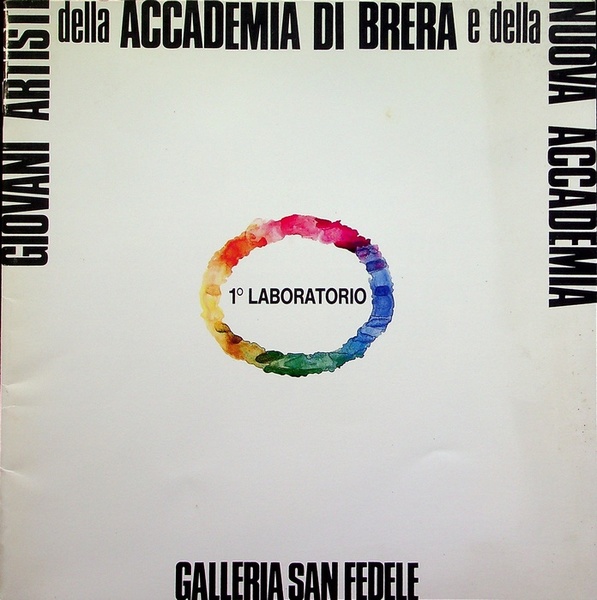 GIOVANI ARTISTI
della ACCADEMIA DI BRERA e della
NUOVA ACCADEMIA
1° LABORATORIO
GALLERIA SAN FEDELE